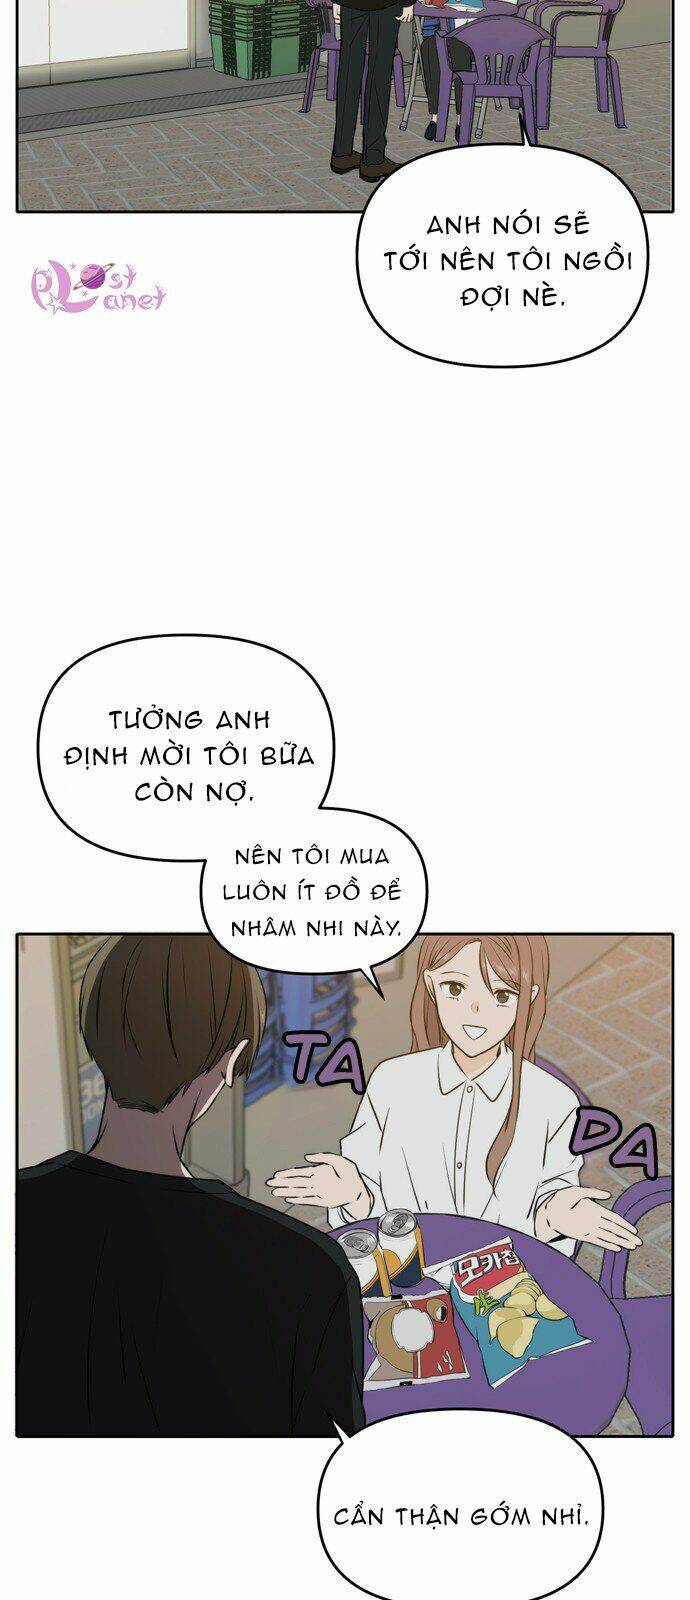 ANH NÓI SẼ
TỚI NÊN TÔI NGỒI
ĐỢI NÈ.
Lost
Planet
TƯỞNG ANH
ĐỊNH MỜI TÔI BỮA
CÒN NỢ.
NÊN TÔI MUA
LUÔN ÍT ĐỒ ĐỂ
NHÂM NHI NÀY.
TA
DA
모카칩
CẨN THẬN GỚM NHỈ.